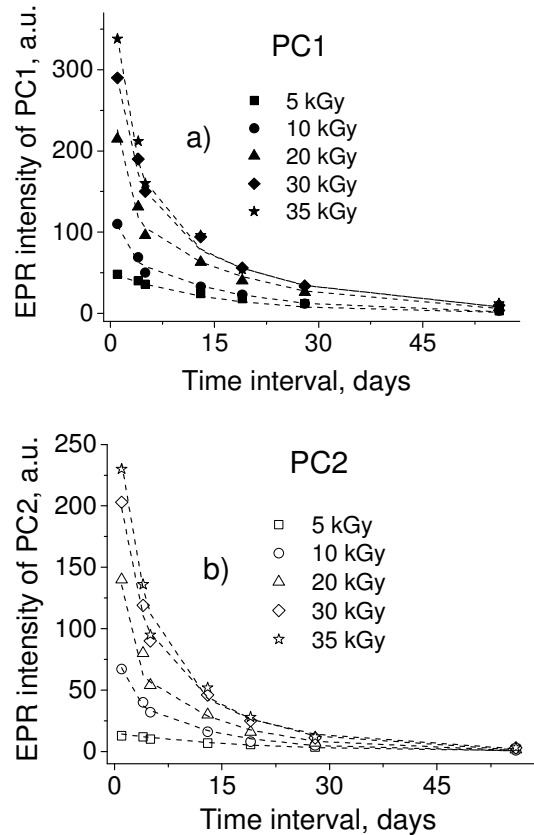 PC1
EPR intensity of PC1, a.u.
300
200
100
0
a)
5 kGy
10 kGy
20 kGy
30 kGy
35 kGy
0 15 30 45
Time interval, days
PC2
EPR intensity of PC2, a.u.
250
200
150
100
50
0
b)
5 kGy
10 kGy
20 kGy
30 kGy
35 kGy
0 15 30 45
Time interval, days